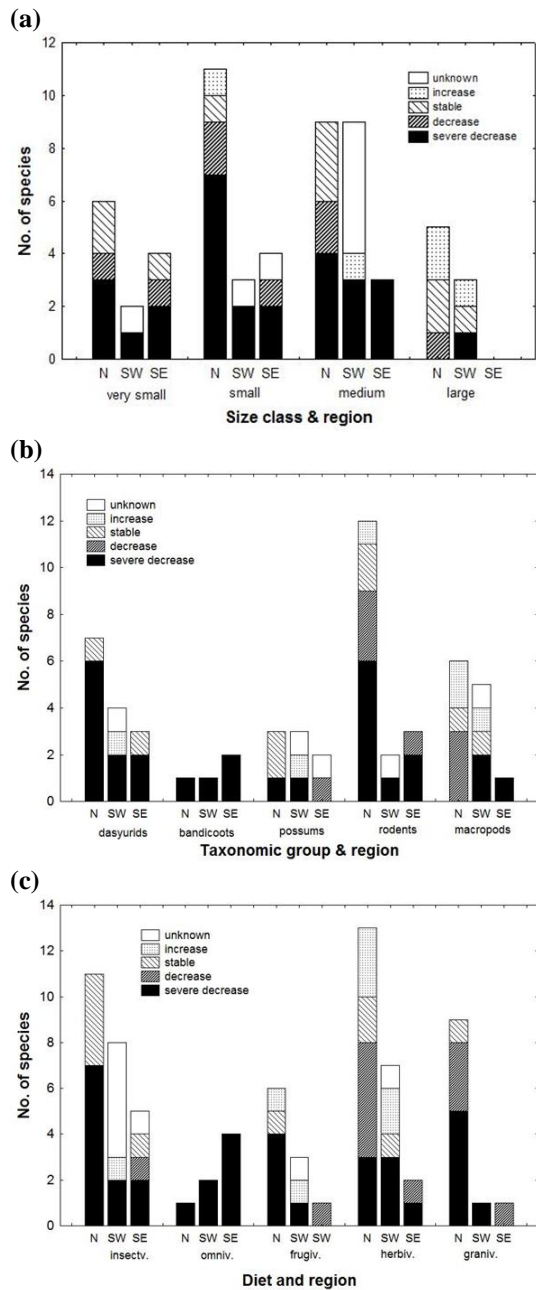 (a)
12
10
8
6
4
2
0
No. of species
unknown
increase
stable
decrease
severe decrease
N SW SE N SW SE N SW SE N SW SE
very small small medium large
Size class & region
(b)
14
12
10
8
6
4
2
0
No. of species
unknown
increase
stable
decrease
severe decrease
N SW SE N SW SE N SW SE N SW SE N SW SE
dasyurids bandicoots possums rodents macropods
Taxonomic group & region
(c)
14
12
10
8
6
4
2
0
No. of species
unknown
increase
stable
decrease
severe decrease
N SW SE N SW SE N SW SW N SW SE N SW SE
insectv. omniv. frugiv. herbiv. graniv.
Diet and region